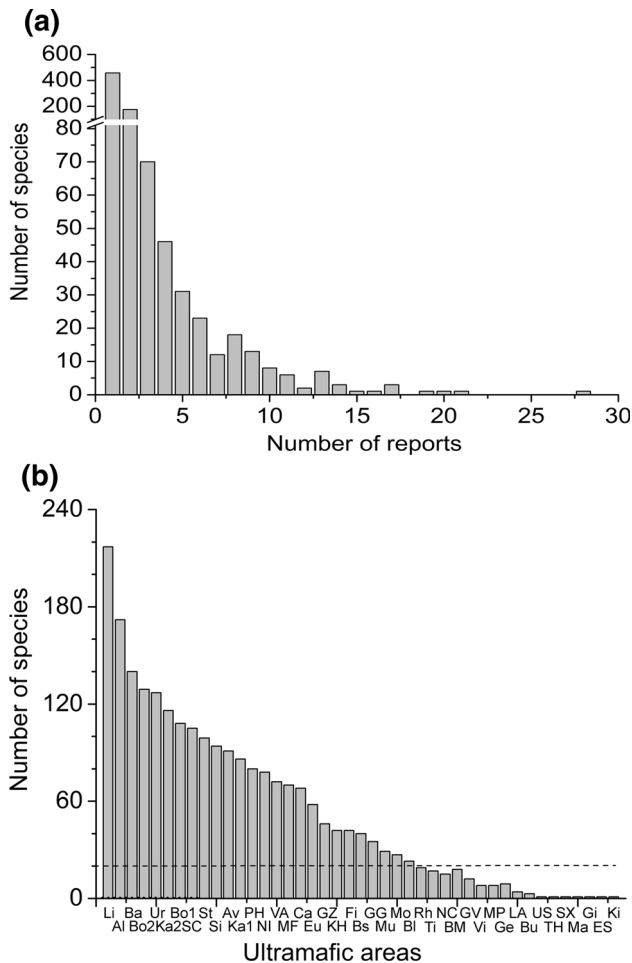 (a)
600
400
200
80
70
60
50
40
30
20
10
0
Number of species
0 5 10 15 20 25 30
Number of reports
(b)
240
180
120
60
0
Number of species
Li Ba Ur Bo1 St Av PH VA Ca GZ Fi GG Mo Rh NC GV MP LA US SX Gi Ki
Al Bo2Ka2SC Si Ka1 NI MF Eu KH Bs Mu Bl Ti BM Vi Ge Bu TH Ma ES
Ultramafic areas